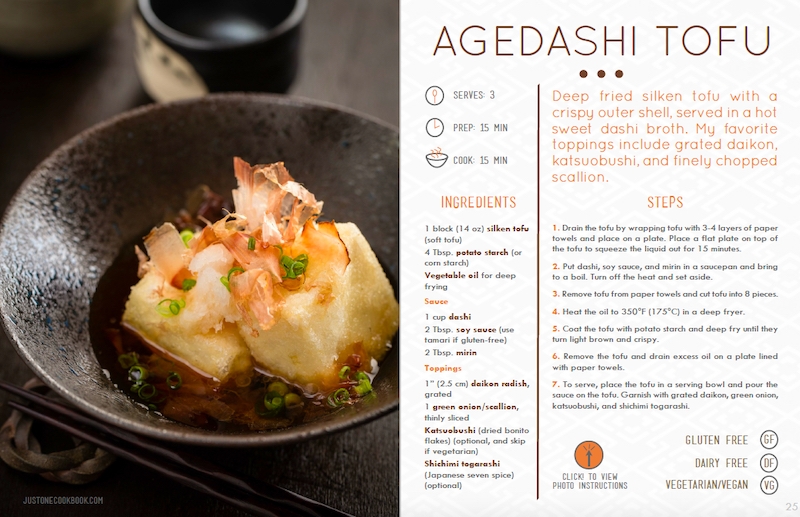 AGEDASHI TOFU
SERVES: 3
PREP: 15 MIN
COOK: 15 MIN
Deep fried silken tofu with a
crispy outer shell, served in a hot
sweet dashi broth. My favorite
toppings include grated daikon,
katsuobushi, and finely chopped
scallion.
INGREDIENTS
1 block (14 oz) silken tofu
(soft tofu)
4 Tbsp. potato starch (or
corn starch)
Vegetable oil for deep
frying
Sauce
1 cup dashi
2 Tbsp. soy sauce (use
tamari if gluten-free)
2 Tbsp. mirin
Toppings
1" (2.5 cm) daikon radish,
grated
1 green onion/scallion,
thinly sliced
Katsuobushi (dried bonito
flakes) (optional, and skip
if vegetarian)
Shichimi togarashi
(Japanese seven spice)
(optional)
STEPS
1. Drain the tofu by wrapping tofu with 3-4 layers of paper
towels and place on a plate. Place a flat plate on top of
the tofu to squeeze the liquid out for 15 minutes.
2. Put dashi, soy sauce, and mirin in a saucepan and bring
to a boil. Turn off the heat and set aside.
3. Remove tofu from paper towels and cut tofu into 8 pieces.
4. Heat the oil to 350°F (175°C) in a deep fryer.
5. Coat the tofu with potato starch and deep fry until they
turn light brown and crispy.
6. Remove the tofu and drain excess oil on a plate lined
with paper towels.
7. To serve, place the tofu in a serving bowl and pour the
sauce on the tofu. Garnish with grated daikon, green onion,
katsuobushi, and shichimi togarashi.
CLICK! TO VIEW
PHOTO INSTRUCTIONS
GLUTEN FREE GF
DAIRY FREE DF
VEGETARIAN/VEGAN VG
JUSTONECOOKBOOK.COM
25